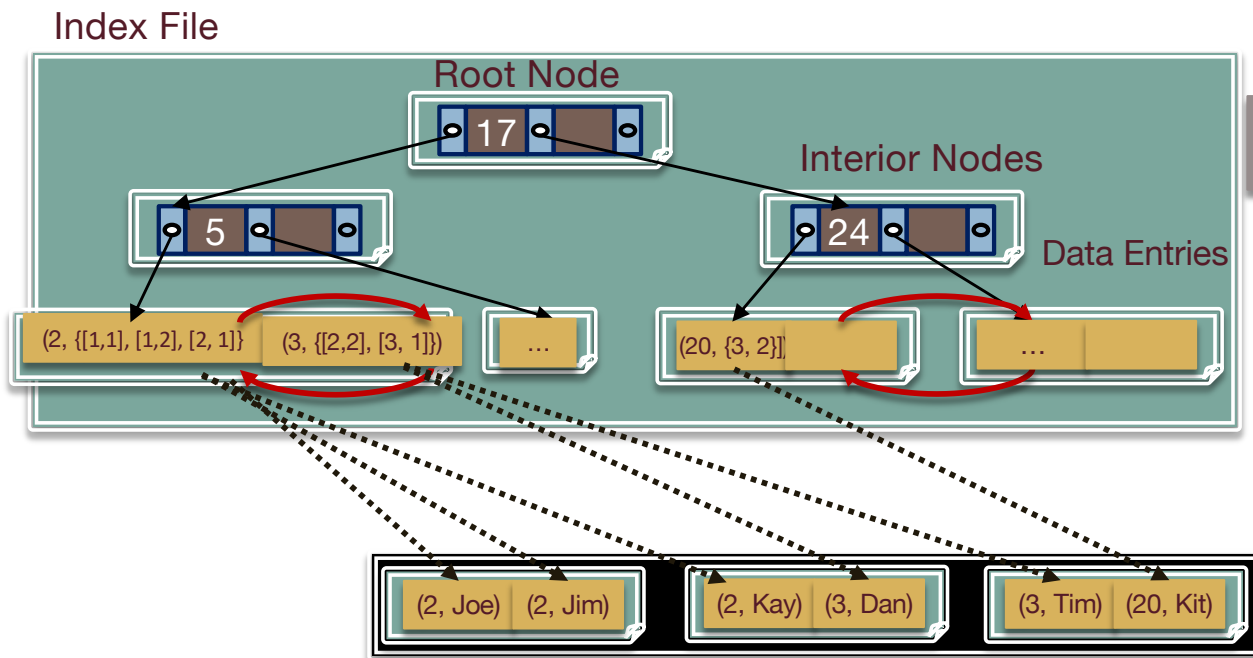 Index File
Root Node
17
Interior Nodes
5
24
Data Entries
(2, {[1,1], [1,2], [2, 1]}
(3, {[2,2], [3, 1]})
...
(20, {3, 2}])
...
(2, Joe)
(2, Jim)
(2, Kay)
(3, Dan)
(3, Tim)
(20, Kit)